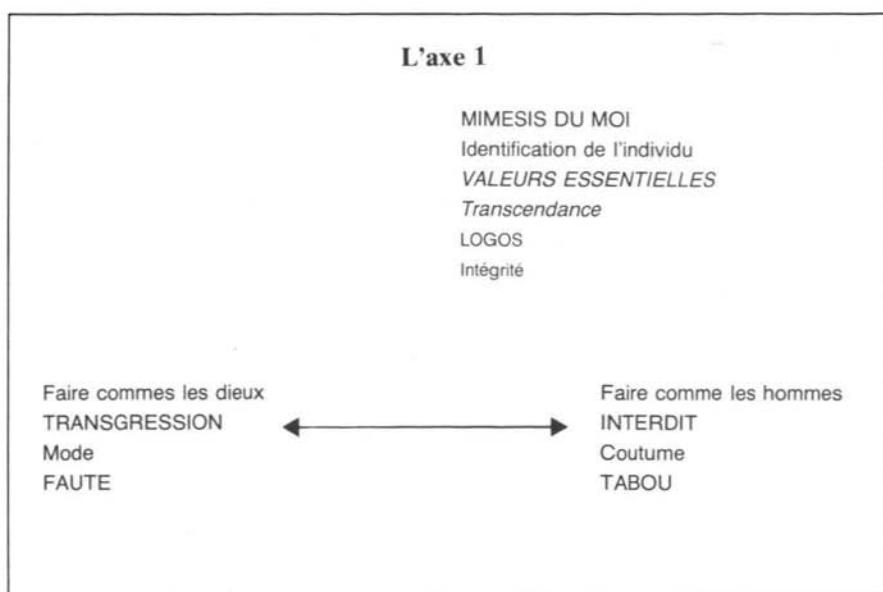 L'axe 1
MIMESIS DU MOI
Identification de l'individu
VALEURS ESSENTIELLES
Transcendance
LOGOS
Intégrité
Faire commes les dieux
TRANSGRESSION
Mode
FAUTE
Faire comme les hommes
INTERDIT
Coutume
TABOU